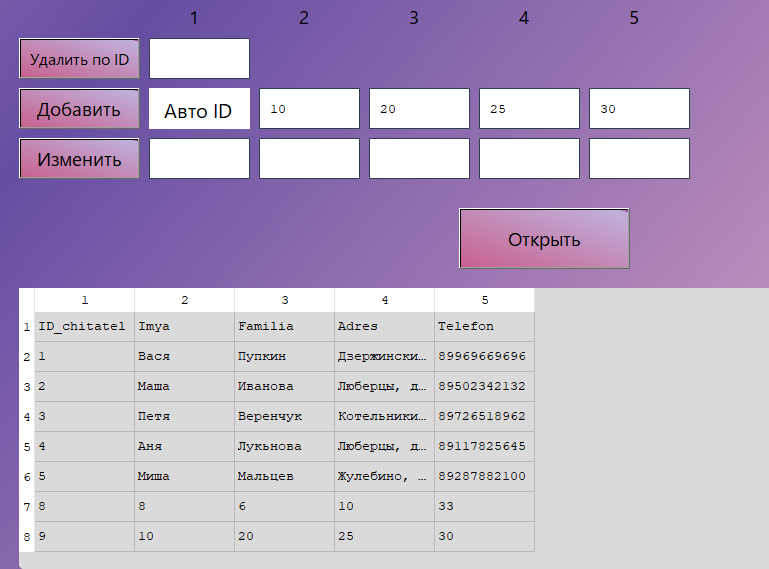 1 2 3 4 5
Удалить по ID
Добавить Авто ID 10 20 25 30
Изменить
Открыть
1 2 3 4 5
1 ID_chitatel Imya Familia Adres Telefon
2 1 Вася Пупкин Дзержински... 89969669696
3 2 Маша Иванова Люберцы, д... 89502342132
4 3 Петя Веренчук Котельники... 89726518962
5 4 Аня Лукьнова Люберцы, д... 89117825645
6 5 Миша Мальцев Жулебино, ... 89287882100
7 8 8 6 10 33
8 9 10 20 25 30